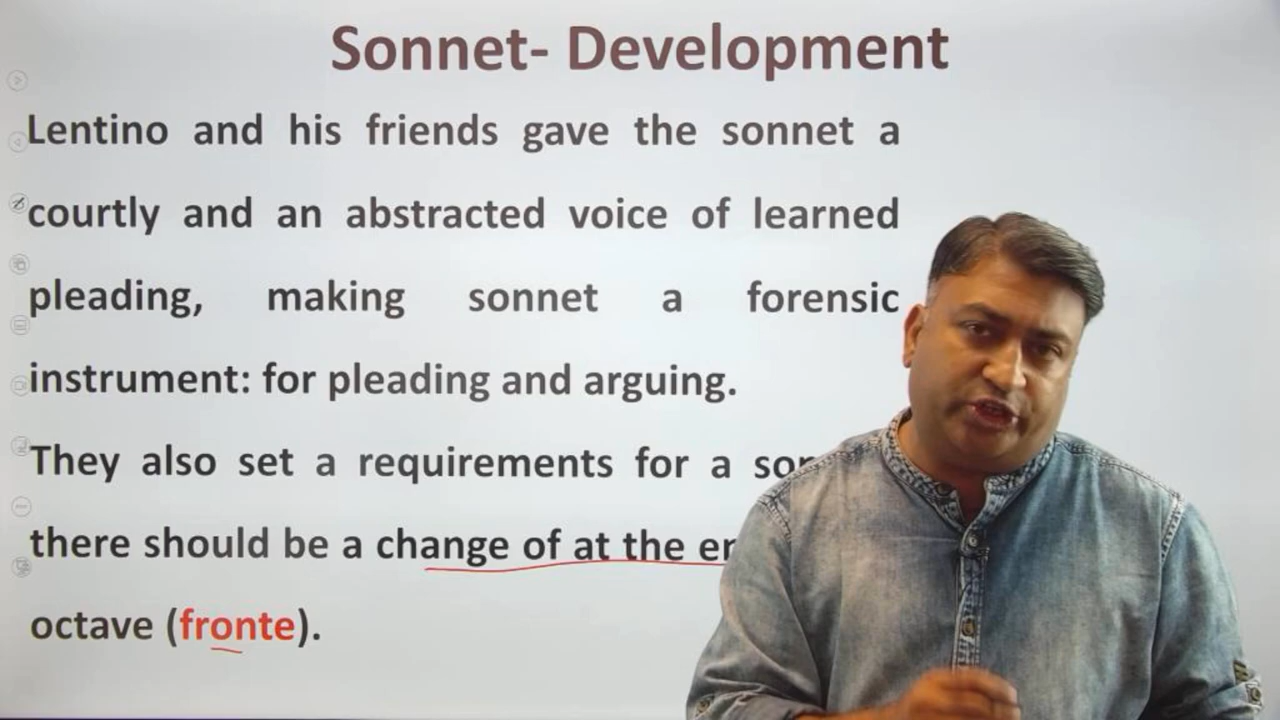 Sonnet- Development
Lentino and his friends gave the sonnet a
courtly and an abstracted voice of learned
pleading, making sonnet a forensic
instrument: for pleading and arguing.
They also set a requirements for a
there should be a change of at the
octave (fronte).